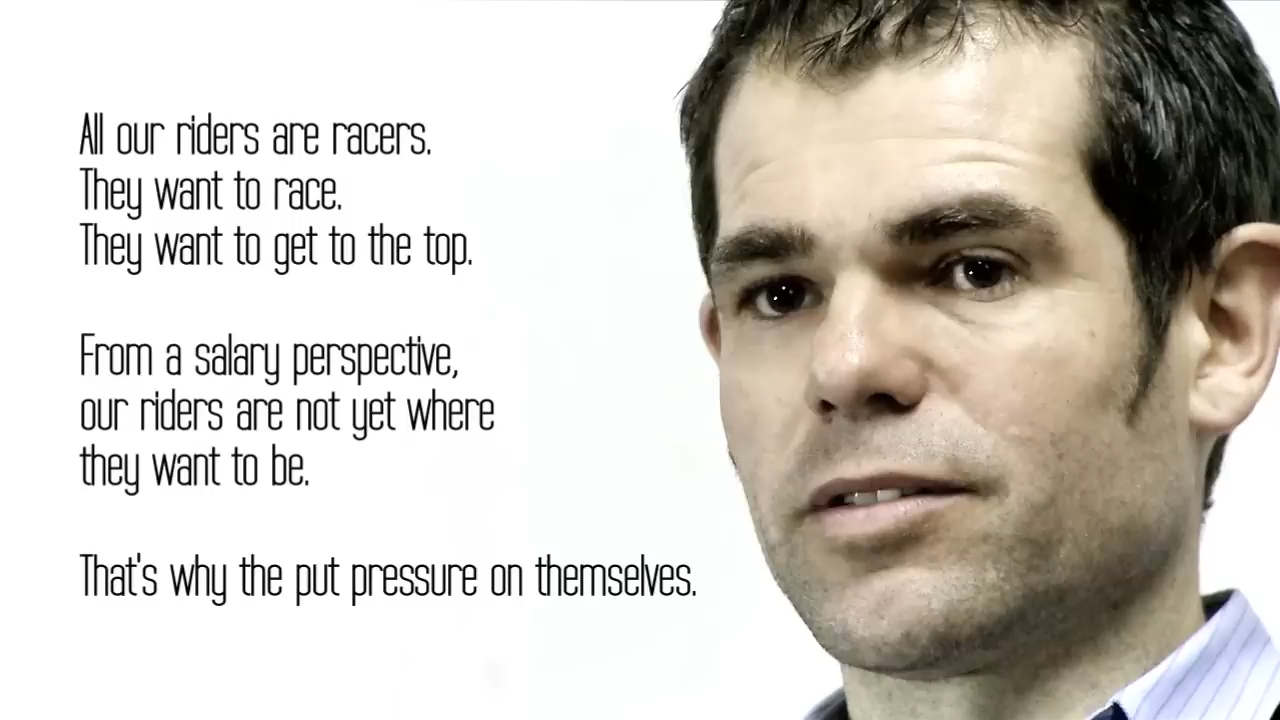 All our riders are racers.
They want to race.
They want to get to the top.
From a salary perspective,
our riders are not yet where
they want to be.
That's why the put pressure on themselves.